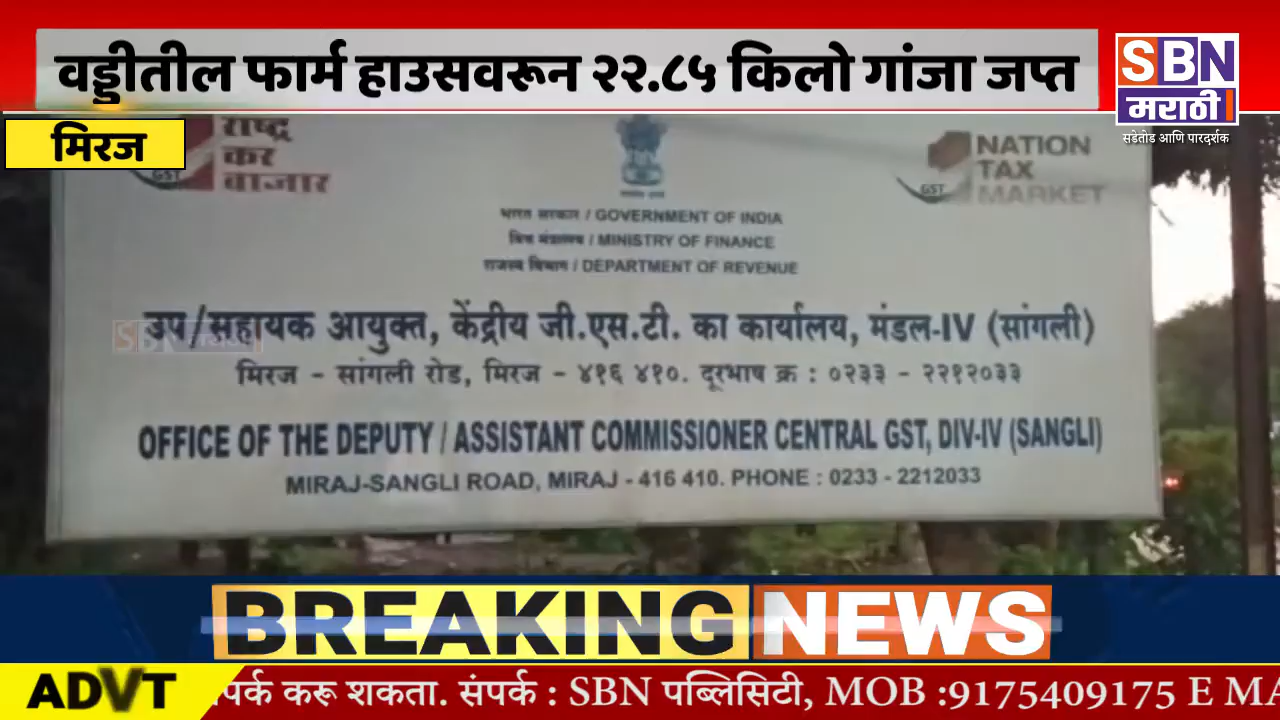 वड्डीतील फार्म हाउसवरून २२.८५ किलो गांजा जप्त
SBN
मराठी
सडेतोड आणि पारदर्शक
मिरज
राष्ट्र
कर
बाजार
GST
NATION
TAX
MARKET
GST
भारत सरकार / GOVERNMENT OF INDIA
वित्त मंत्रालय / MINISTRY OF FINANCE
राजस्व विभाग / DEPARTMENT OF REVENUE
उप/सहायक आयुक्त, केंद्रीय जी.एस.टी. का कार्यालय, मंडल-IV (सांगली)
मिरज - सांगली रोड, मिरज - ४१६ ४१०. दूरभाष क्र : ०२३३ - २२१२०३३
OFFICE OF THE DEPUTY / ASSISTANT COMMISSIONER CENTRAL GST, DIV-IV (SANGLI)
MIRAJ-SANGLI ROAD, MIRAJ - 416 410. PHONE : 0233 - 2212033
BREAKING NEWS
ADVT
पर्क करू शकता. संपर्क : SBN पब्लिसिटी, MOB :9175409175 E MA